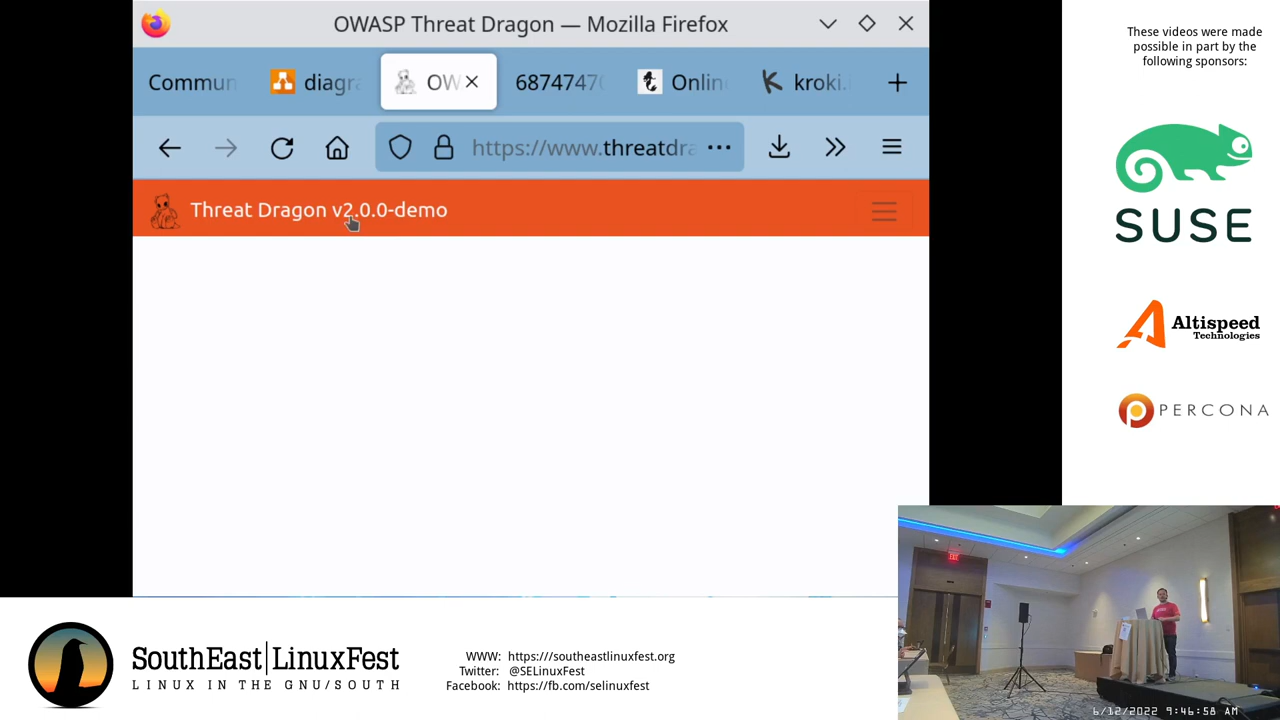 OWASP Threat Dragon — Mozilla Firefox
Commun
diagra
OW
68747470
Onlin
kroki.i
https://www.threatdra
Threat Dragon v2.0.0-demo
These videos were made
possible in part by the
following sponsors:
SUSE
Altispeed
Technologies
PERCONA
SouthEast LinuxFest
LINUX IN THE GNU/SOUTH
WWW: https:///southeastlinuxfest.org
Twitter: @SELinuxFest
Facebook: https://fb.com/selinuxfest
6/12/2022 9:46:58 AM